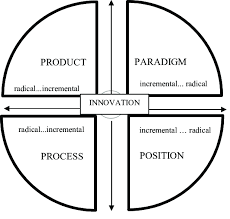 PRODUCT
PARADIGM
radical...incremental
incremental... radical
INNOVATION
radical...incremental
incremental ... radical
PROCESS
POSITION